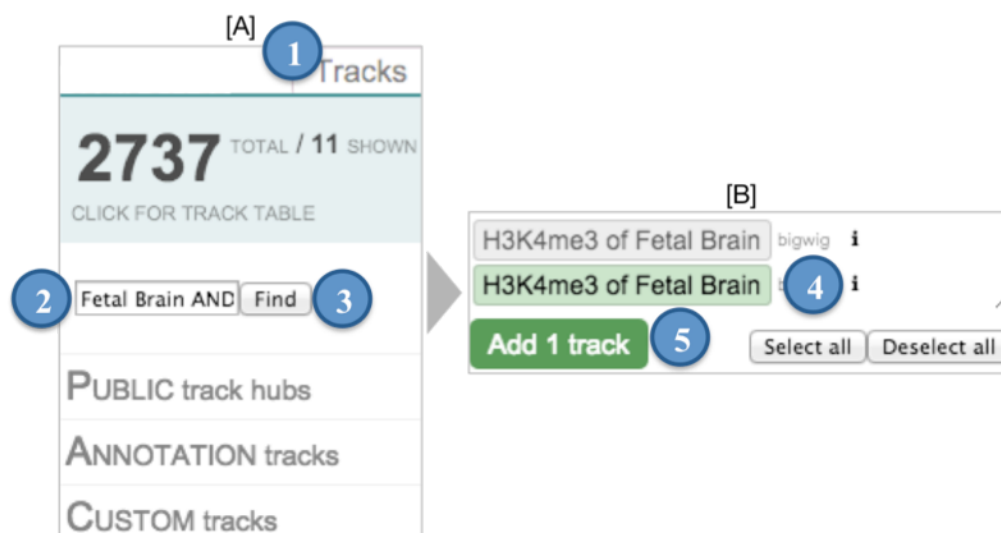 [A]
1
Tracks
2737 TOTAL / 11 SHOWN
CLICK FOR TRACK TABLE
2 Fetal Brain AND Find 3
PUBLIC track hubs
ANNOTATION tracks
CUSTOM tracks
[B]
H3K4me3 of Fetal Brain bigwig i
H3K4me3 of Fetal Brain 4 i
Add 1 track 5 Select all Deselect all